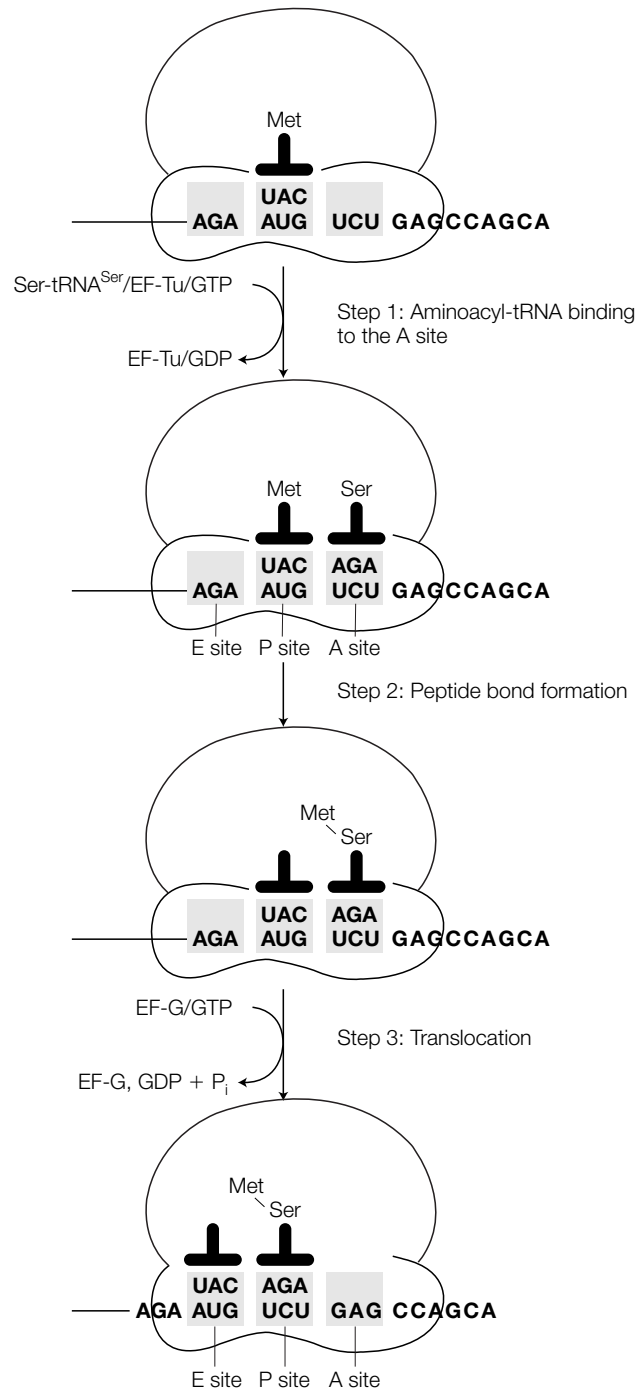 Met
UAC
AGA AUG UCU GAGCCAGCA
Ser-tRNA^Ser/EF-Tu/GTP
Step 1: Aminoacyl-tRNA binding
to the A site
EF-Tu/GDP
Met Ser
UAC AGA
AGA AUG UCU GAGCCAGCA
E site P site A site
Step 2: Peptide bond formation
Met
Ser
UAC AGA
AGA AUG UCU GAGCCAGCA
EF-G/GTP
Step 3: Translocation
EF-G, GDP + Pi
Met
Ser
UAC AGA
AGA AUG UCU GAG CCAGCA
E site P site A site